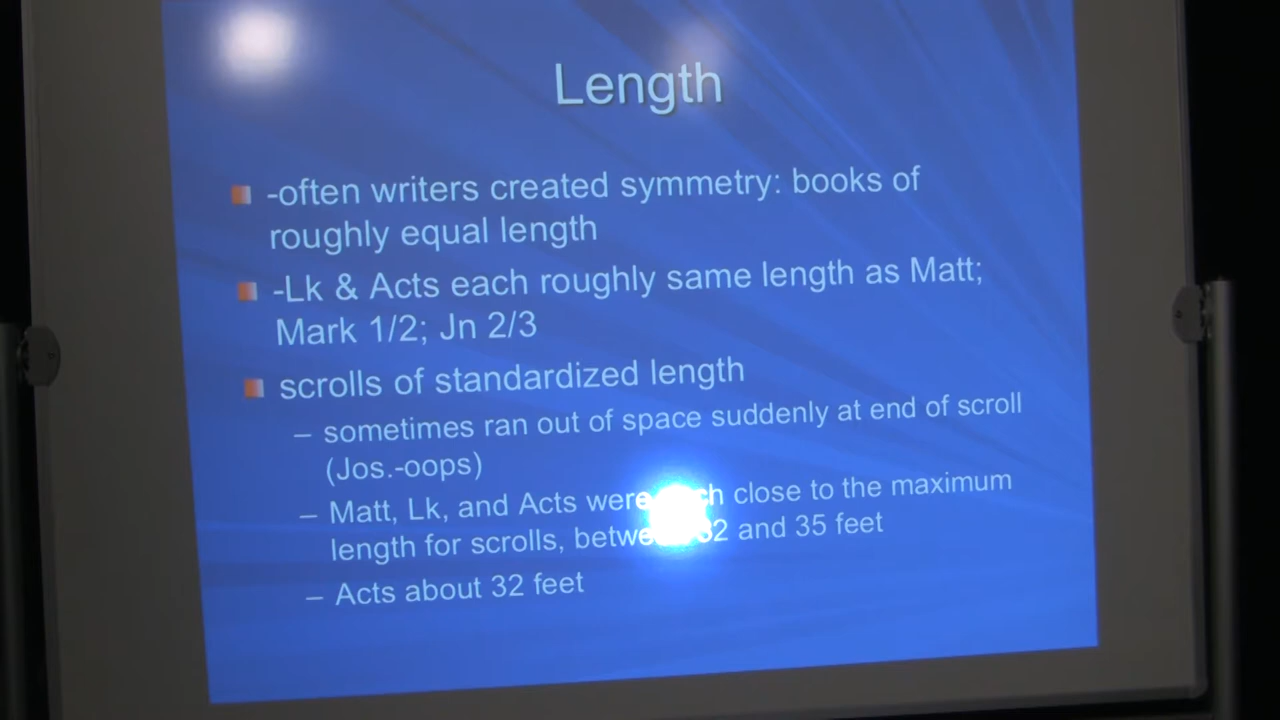 Length
-often writers created symmetry: books of
roughly equal length
-Lk & Acts each roughly same length as Matt;
Mark 1/2; Jn 2/3
scrolls of standardized length
– sometimes ran out of space suddenly at end of scroll
(Jos.-oops)
– Matt, Lk, and Acts were close to the maximum
length for scrolls, 32 and 35 feet
– Acts about 32 feet